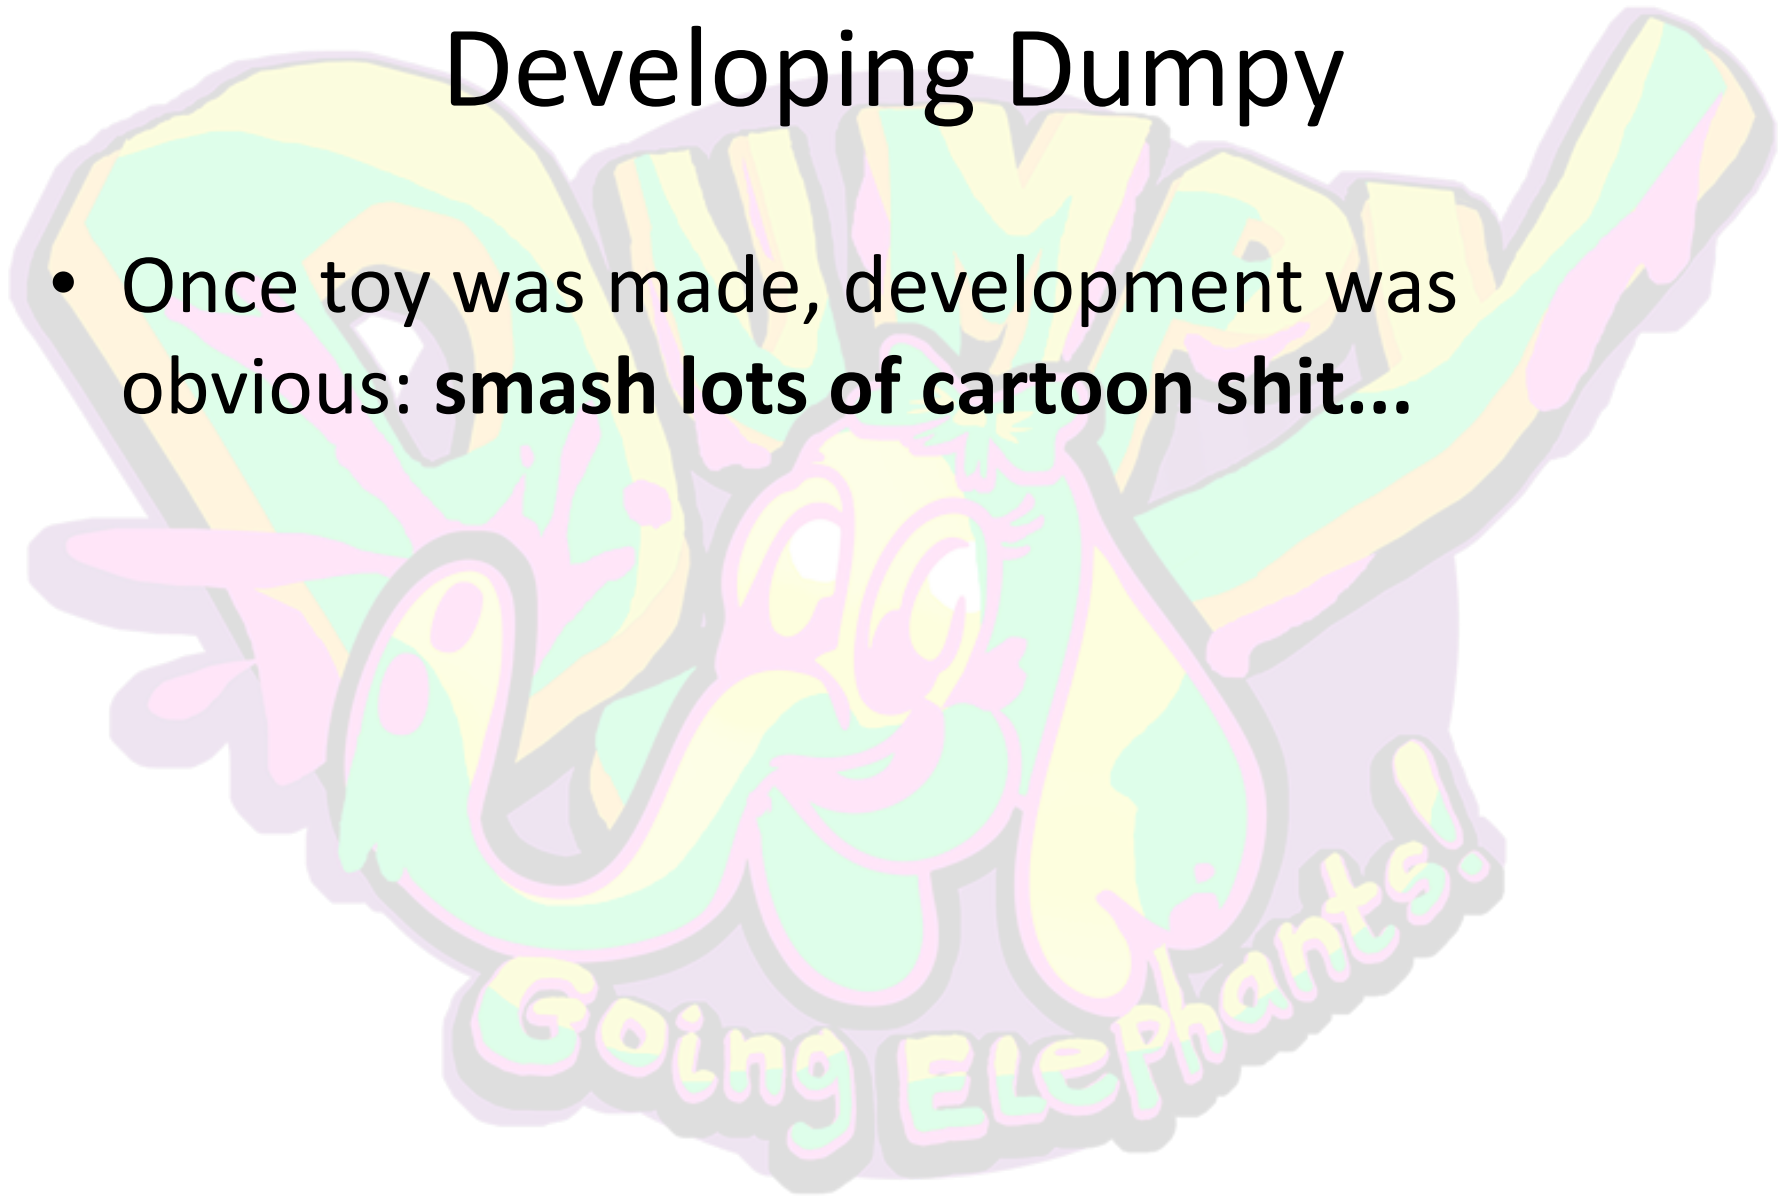 Developing Dumpy
• Once toy was made, development was
obvious: smash lots of cartoon shit...
DUMPY
Going Elephants!